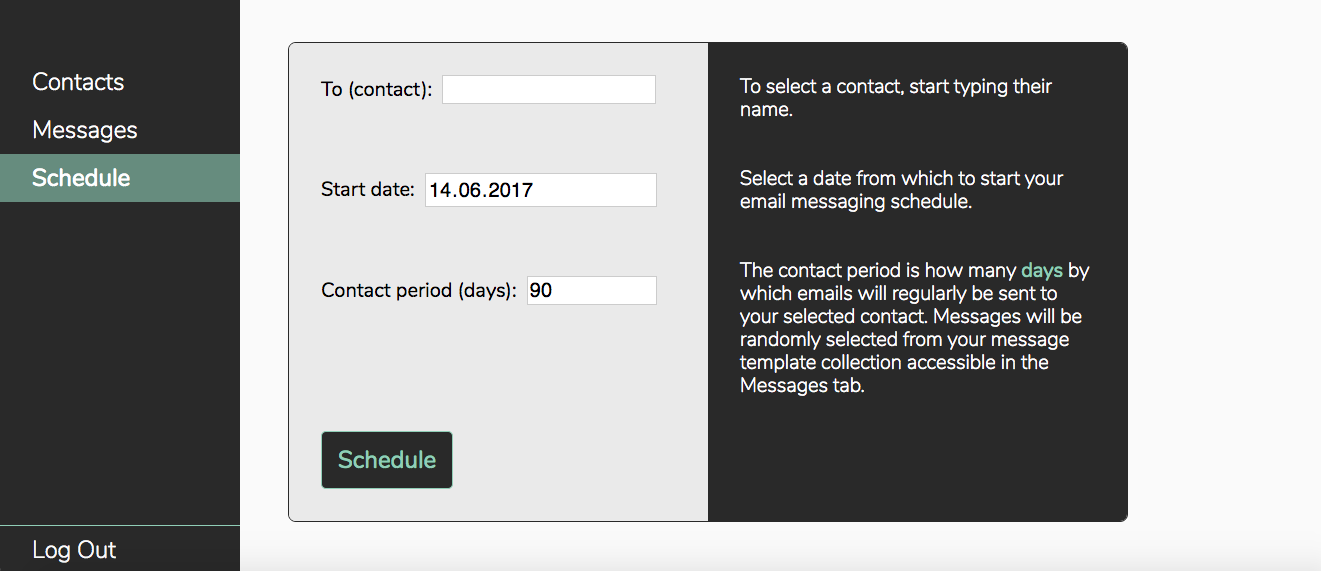 Contacts
Messages
Schedule
Log Out
To (contact):
Start date: 14.06.2017
Contact period (days): 90
Schedule
To select a contact, start typing their
name.
Select a date from which to start your
email messaging schedule.
The contact period is how many days by
which emails will regularly be sent to
your selected contact. Messages will be
randomly selected from your message
template collection accessible in the
Messages tab.